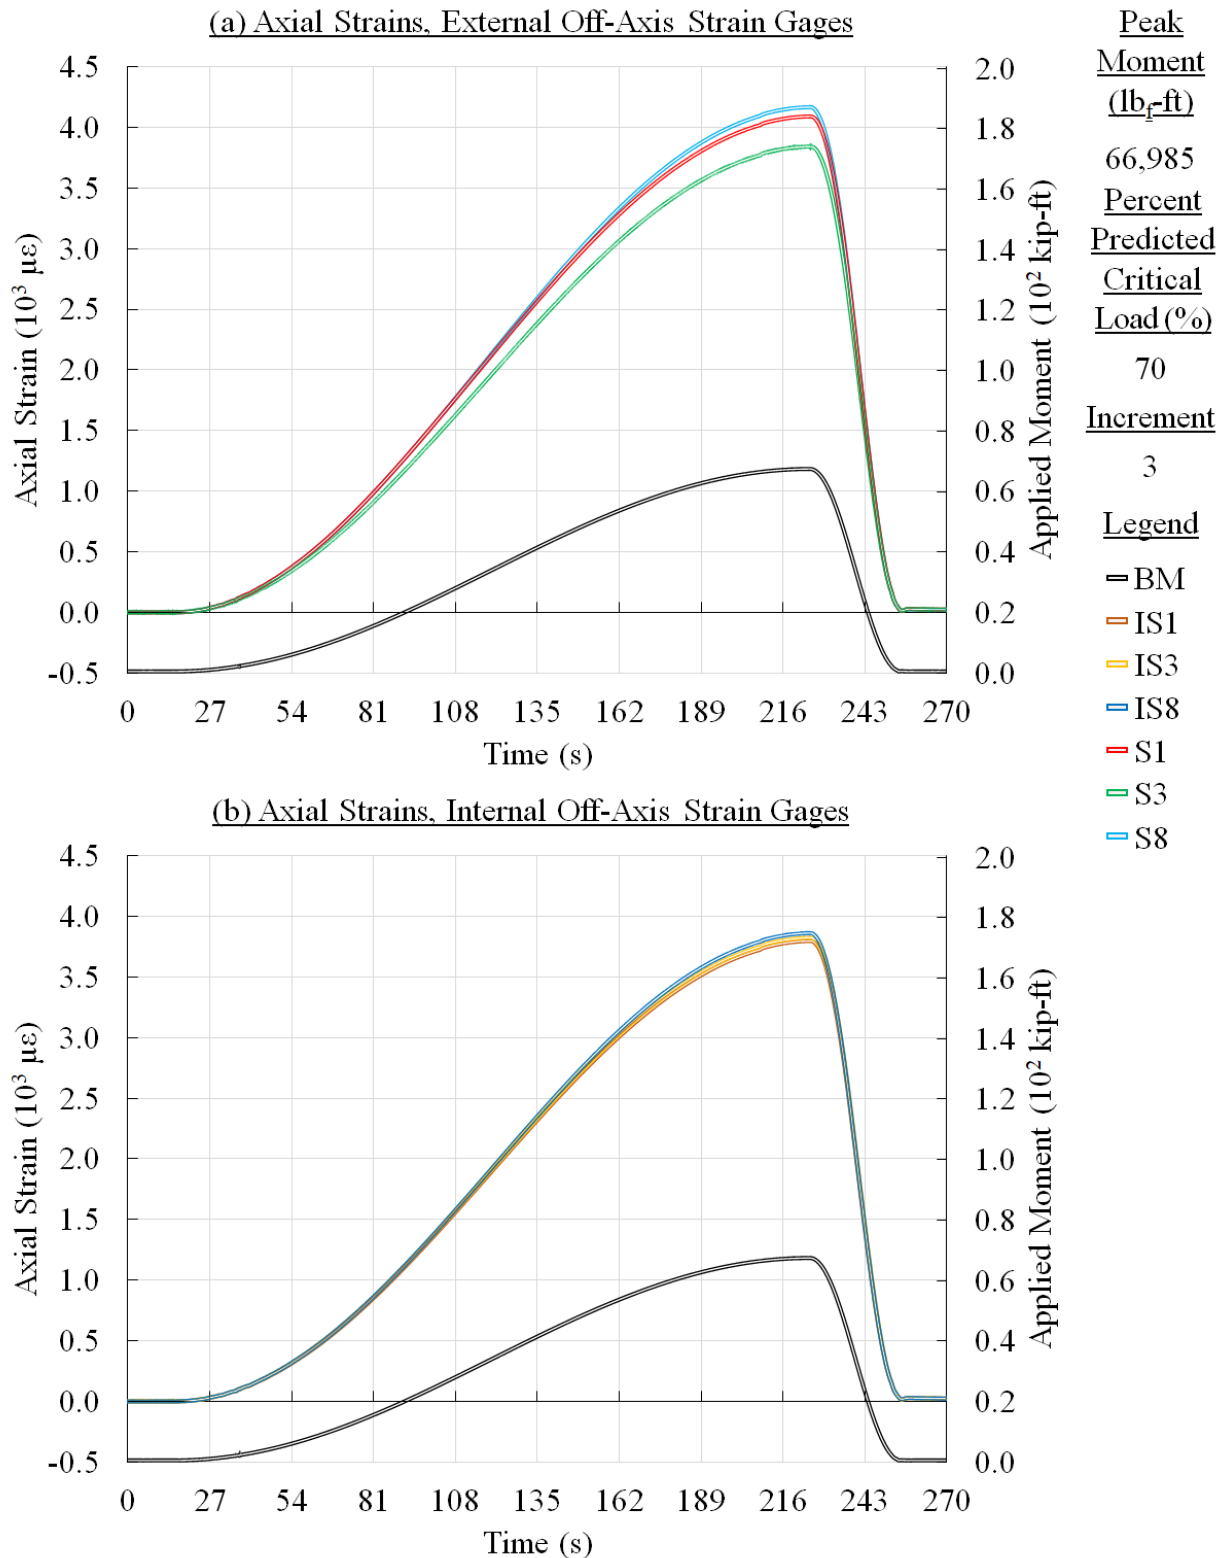 (a) Axial Strains, External Off-Axis Strain Gages
4.5
4.0
3.5
3.0
2.5
2.0
1.5
1.0
0.5
0.0
-0.5
Axial Strain (10³ µε)
2.0
1.8
1.6
1.4
1.2
1.0
0.8
0.6
0.4
0.2
0.0
Applied Moment (10² kip-ft)
0 27 54 81 108 135 162 189 216 243 270
Time (s)
Peak
Moment
(lbf-ft)
66,985
Percent
Predicted
Critical
Load (%)
70
Increment
3
Legend
BM
IS1
IS3
IS8
S1
S3
S8
(b) Axial Strains, Internal Off-Axis Strain Gages
4.5
4.0
3.5
3.0
2.5
2.0
1.5
1.0
0.5
0.0
-0.5
Axial Strain (10³ µε)
2.0
1.8
1.6
1.4
1.2
1.0
0.8
0.6
0.4
0.2
0.0
Applied Moment (10² kip-ft)
0 27 54 81 108 135 162 189 216 243 270
Time (s)